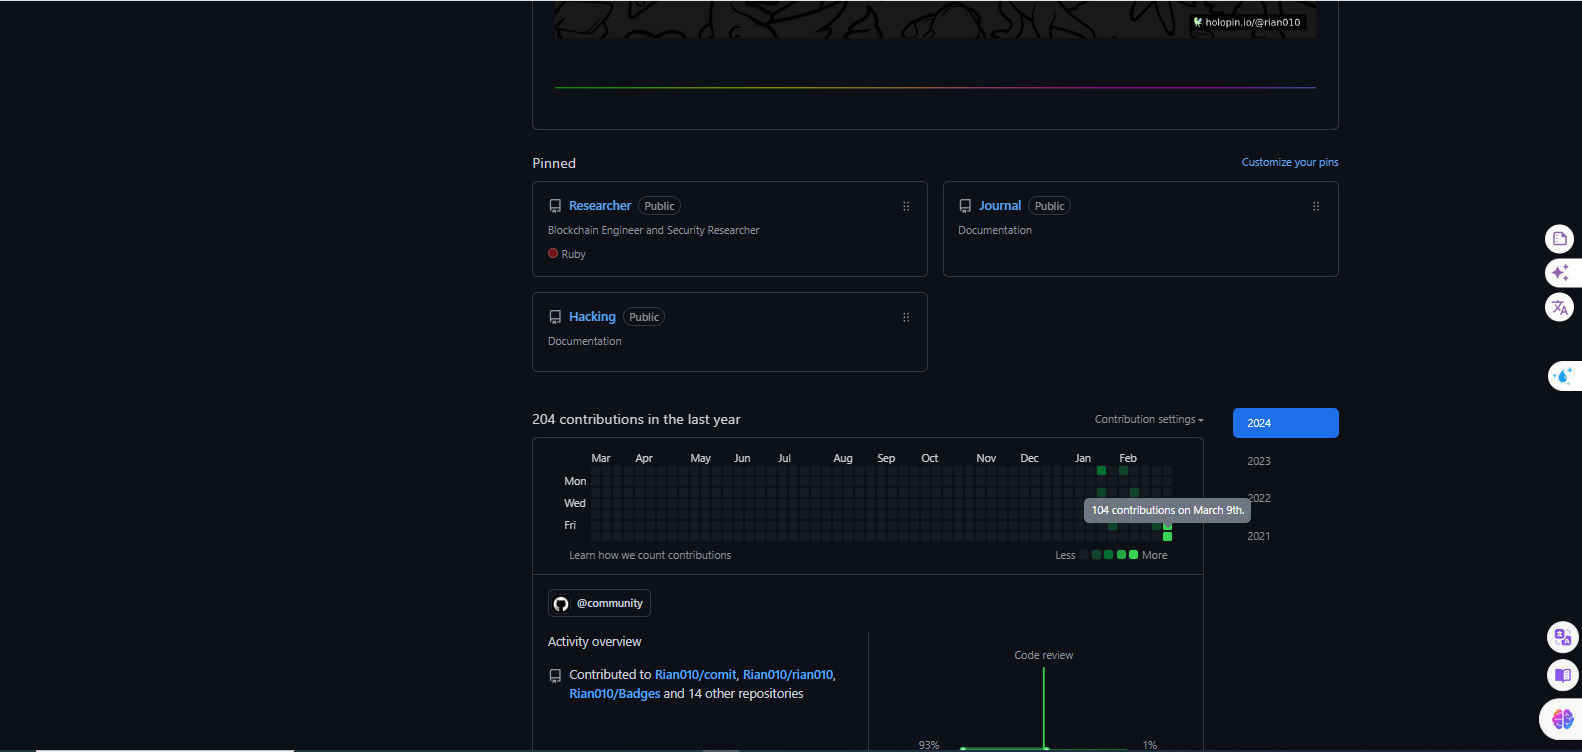 holopin.io/@rian010
Pinned
Customize your pins
Researcher Public
Blockchain Engineer and Security Researcher
Ruby
Journal Public
Documentation
Hacking Public
Documentation
204 contributions in the last year
Contribution settings
2024
2023
2022
2021
Mar Apr May Jun Jul Aug Sep Oct Nov Dec Jan Feb
Mon
Wed
Fri
104 contributions on March 9th.
Learn how we count contributions
Less More
@community
Activity overview
Contributed to Rian010/comit, Rian010/rian010,
Rian010/Badges and 14 other repositories
Code review
93%
1%